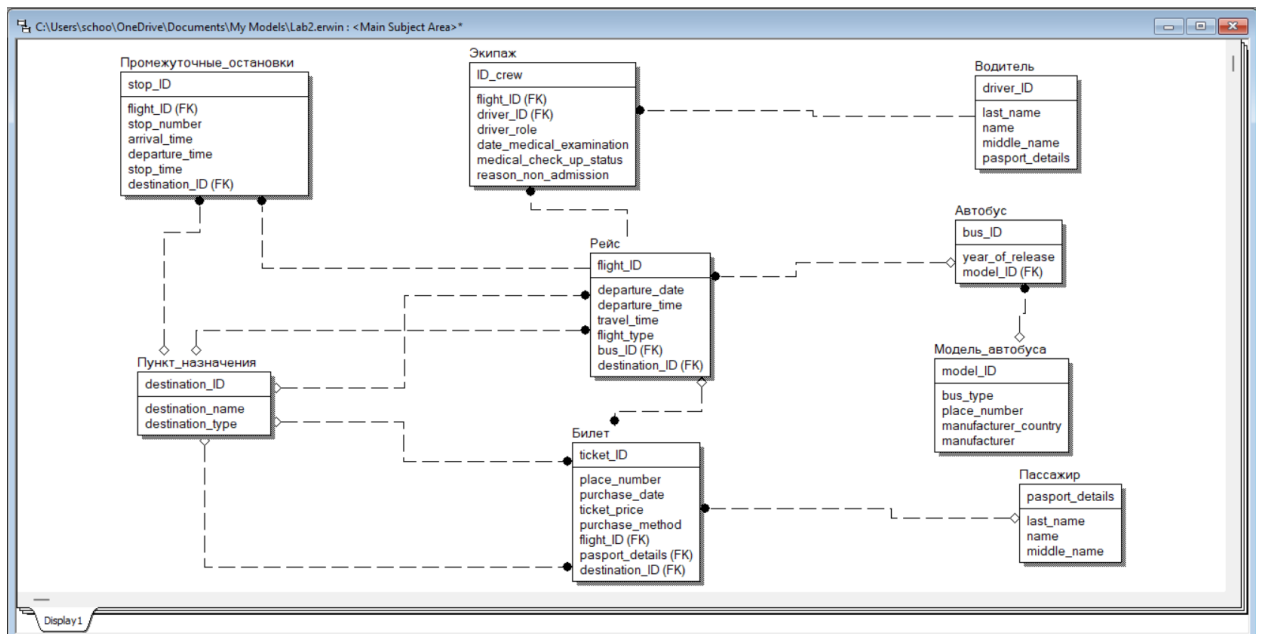 C:\Users\schoo\OneDrive\Documents\My Models\Lab2.erwin : <Main Subject Area>*
Промежуточные_остановки
stop_ID
flight_ID (FK)
stop_number
arrival_time
departure_time
stop_time
destination_ID (FK)
Экипаж
ID_crew
flight_ID (FK)
driver_ID (FK)
driver_role
date_medical_examination
medical_check_up_status
reason_non_admission
Водитель
driver_ID
last_name
name
middle_name
pasport_details
Автобус
bus_ID
year_of_release
model_ID (FK)
Рейс
flight_ID
departure_date
departure_time
travel_time
flight_type
bus_ID (FK)
destination_ID (FK)
Пункт_назначения
destination_ID
destination_name
destination_type
Модель_автобуса
model_ID
bus_type
place_number
manufacturer_country
manufacturer
Билет
ticket_ID
place_number
purchase_date
ticket_price
purchase_method
flight_ID (FK)
pasport_details (FK)
destination_ID (FK)
Пассажир
pasport_details
last_name
name
middle_name
Display1